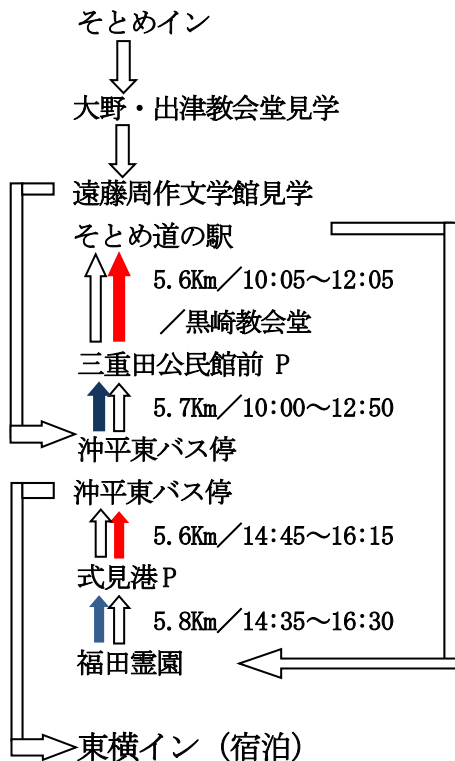 そとめイン
大野・出津教会堂見学
遠藤周作文学館見学
そとめ道の駅
5.6Km／10:05～12:05
／黒崎教会堂
三重田公民館前 P
5.7Km／10:00～12:50
沖平東バス停
沖平東バス停
5.6Km／14:45～16:15
式見港P
5.8Km／14:35～16:30
福田霊園
東横イン（宿泊）